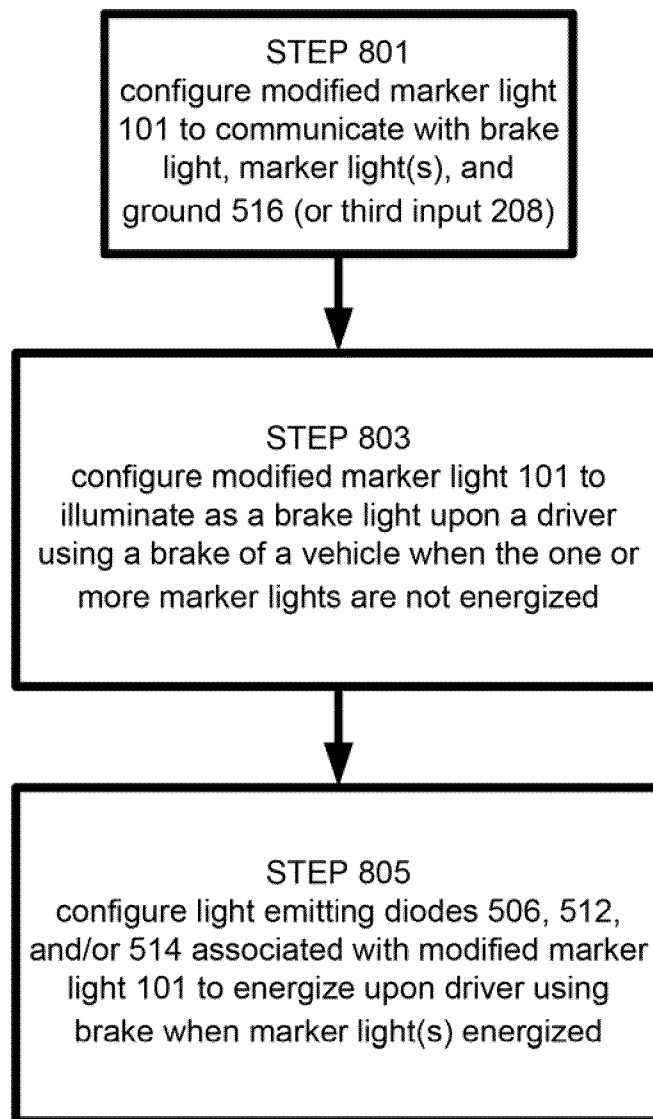 STEP 801
configure modified marker light
101 to communicate with brake
light, marker light(s), and
ground 516 (or third input 208)
STEP 803
configure modified marker light 101 to
illuminate as a brake light upon a driver
using a brake of a vehicle when the one or
more marker lights are not energized
STEP 805
configure light emitting diodes 506, 512,
and/or 514 associated with modified marker
light 101 to energize upon driver using
brake when marker light(s) energized